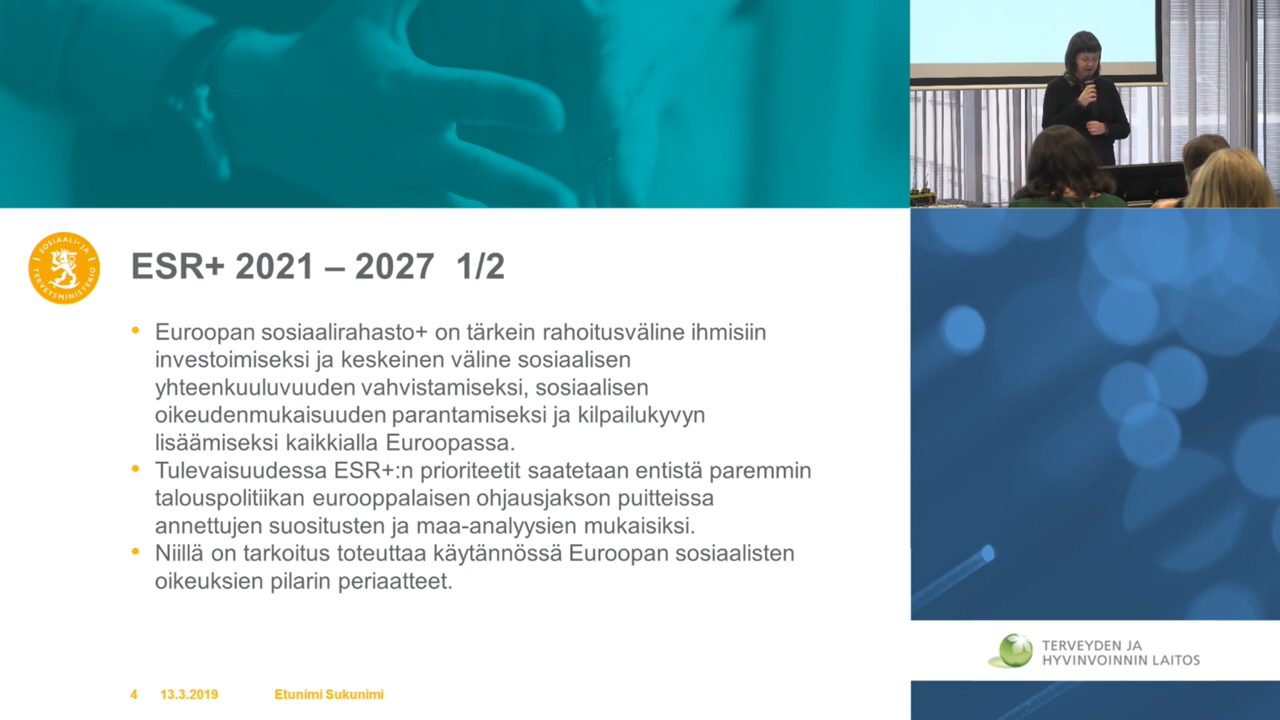 SOSIAALI- JA TERVEYSMINISTERIÖ
ESR+ 2021 – 2027 1/2
• Euroopan sosiaalirahasto+ on tärkein rahoitusväline ihmisiin
investoimiseksi ja keskeinen väline sosiaalisen
yhteenkuuluvuuden vahvistamiseksi, sosiaalisen
oikeudenmukaisuuden parantamiseksi ja kilpailukyvyn
lisäämiseksi kaikkialla Euroopassa.
• Tulevaisuudessa ESR+:n prioriteetit saatetaan entistä paremmin
talouspolitiikan eurooppalaisen ohjausjakson puitteissa
annettujen suositusten ja maa-analyysien mukaisiksi.
• Niillä on tarkoitus toteuttaa käytännössä Euroopan sosiaalisten
oikeuksien pilarin periaatteet.
4 13.3.2019 Etunimi Sukunimi
TERVEYDEN JA
HYVINVOINNIN LAITOS